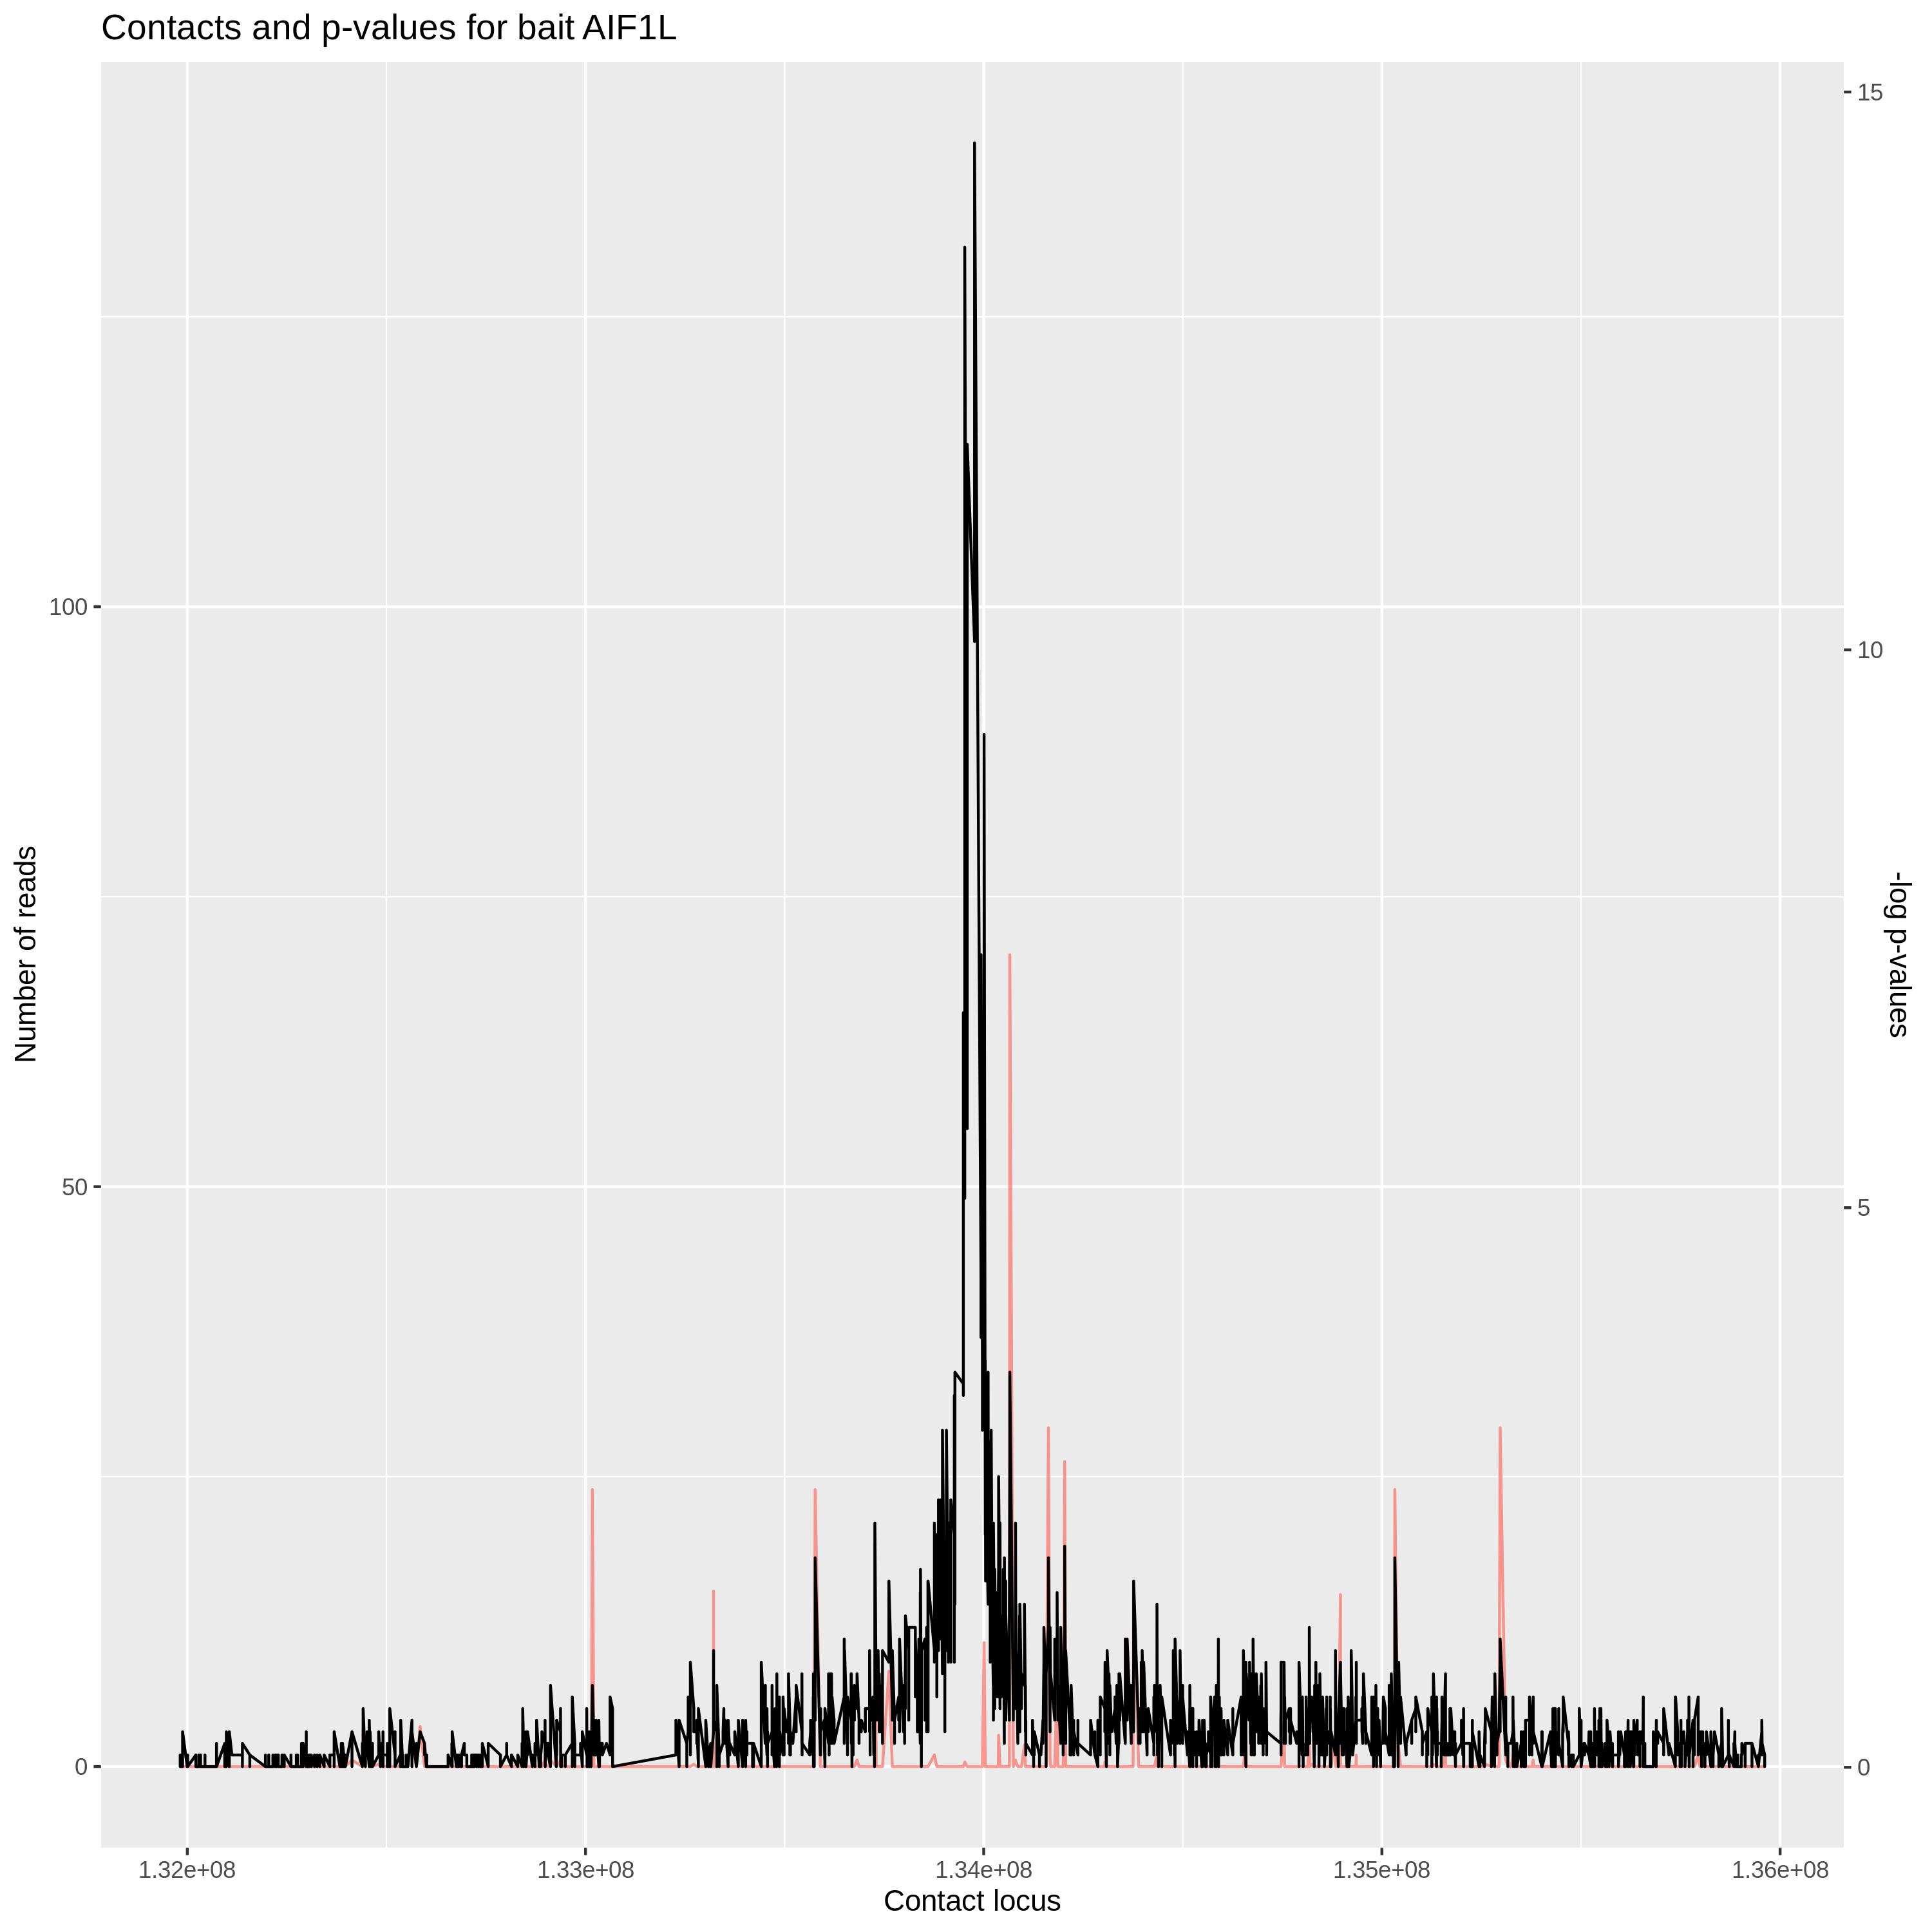 Contacts and p-values for bait AIF1L
15
10
5
0
100
50
0
Number of reads
-log p-values
1.32e+08 1.33e+08 1.34e+08 1.35e+08 1.36e+08
Contact locus